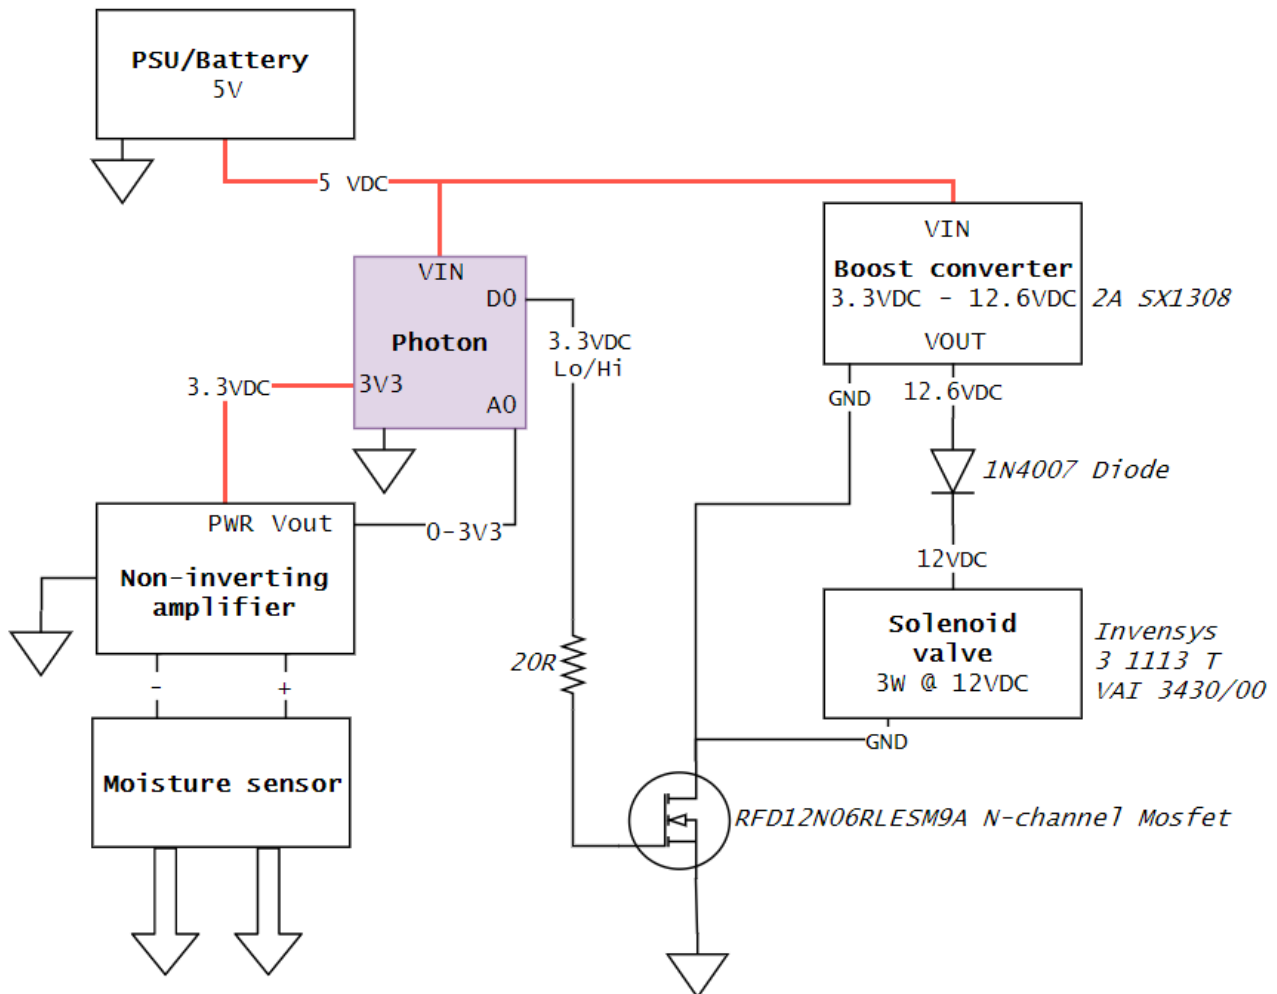 PSU/Battery
5V
5 VDC
VIN
Boost converter
3.3VDC - 12.6VDC
VOUT
2A SX1308
VIN
D0
Photon
3V3
A0
3.3VDC
Lo/Hi
3.3VDC
GND
12.6VDC
1N4007 Diode
PWR Vout
Non-inverting
amplifier
0-3V3
12VDC
Solenoid
valve
3W @ 12VDC
Invensys
3 1113 T
VAI 3430/00
20R
- +
GND
Moisture sensor
RFD12N06RLESM9A N-channel Mosfet